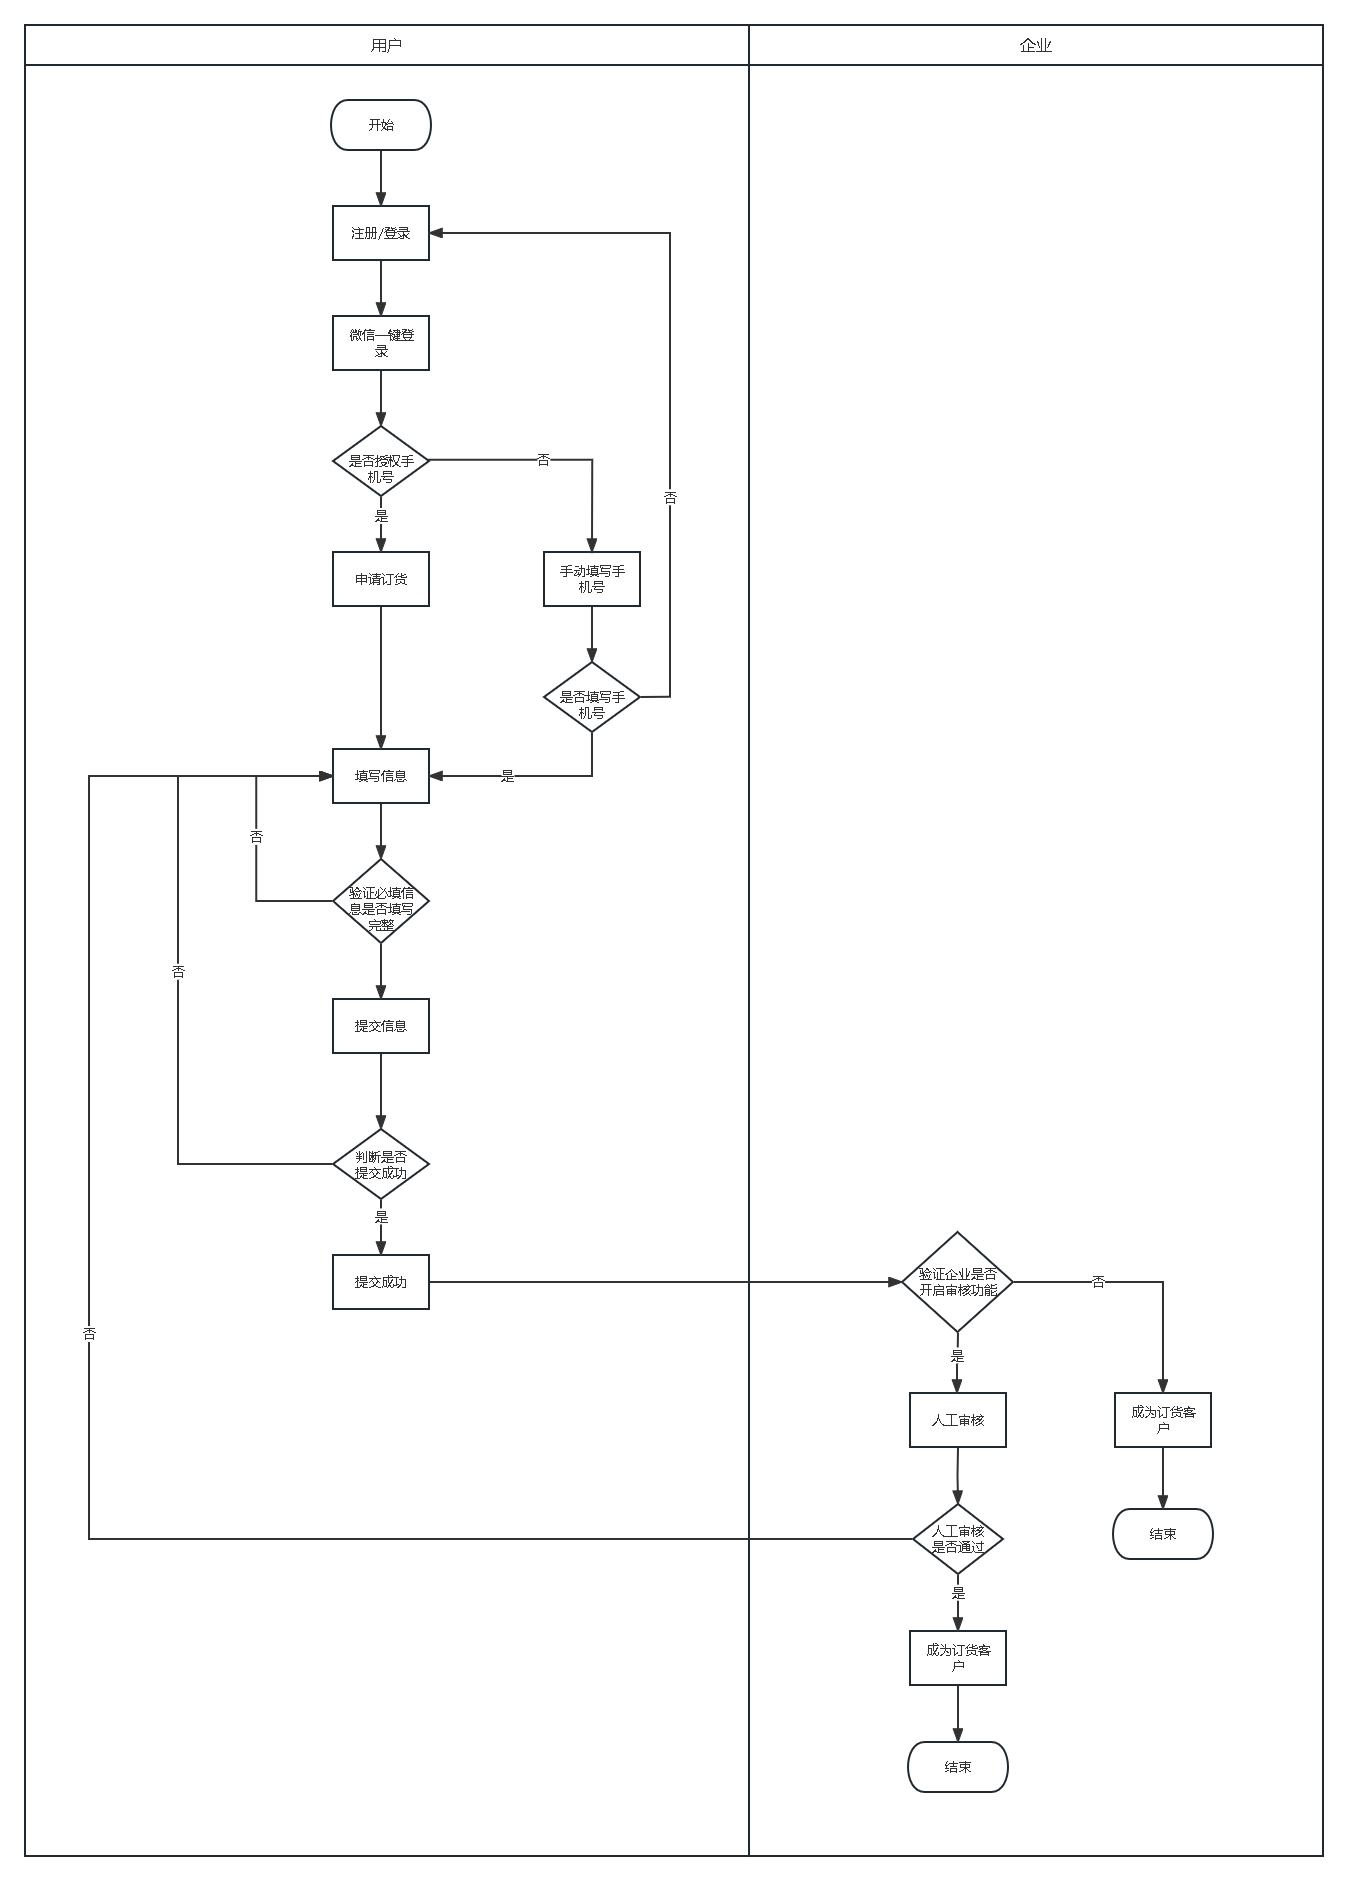 用户
企业
开始
注册/登录
微信一键登
录
是否授权手
机号
否
是
否
申请订货
手动填写手
机号
是否填写手
机号
填写信息
是
否
验证必填信
息是否填写
完整
否
提交信息
判断是否
提交成功
是
提交成功
验证企业是否
开启审核功能
否
否
是
人工审核
成为订货客
户
人工审核
是否通过
结束
是
成为订货客
户
结束